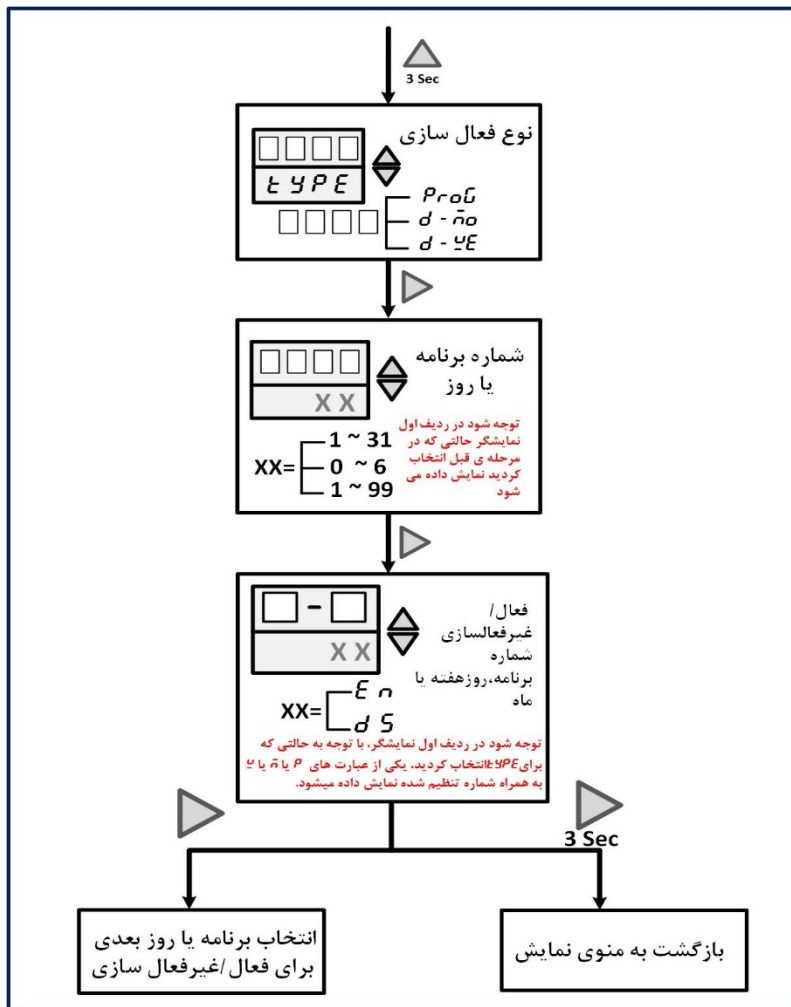 3 Sec
نوع فعال سازی
tYPE
ProG
d - m̄o
d - YE
شماره برنامه
یا روز
XX
توجه شود در ردیف اول
نمایشگر حالتی که در
مرحله ی قبل انتخاب
کردید نمایش داده می
شود
XX=
1 ~ 31
0 ~ 6
1 ~ 99
-
XX
فعال/
غیرفعالسازی
شماره
برنامه،روزهفته یا
ماه
XX=
En
dS
توجه شود در ردیف اول نمایشگر، با توجه به حالتی که
برای tYPE انتخاب کردید، یکی از عبارت های P یا m̄ یا Y
به همراه شماره تنظیم شده نمایش داده میشود.
3 Sec
انتخاب برنامه یا روز بعدی
برای فعال/غیرفعال سازی
بازگشت به منوی نمایش